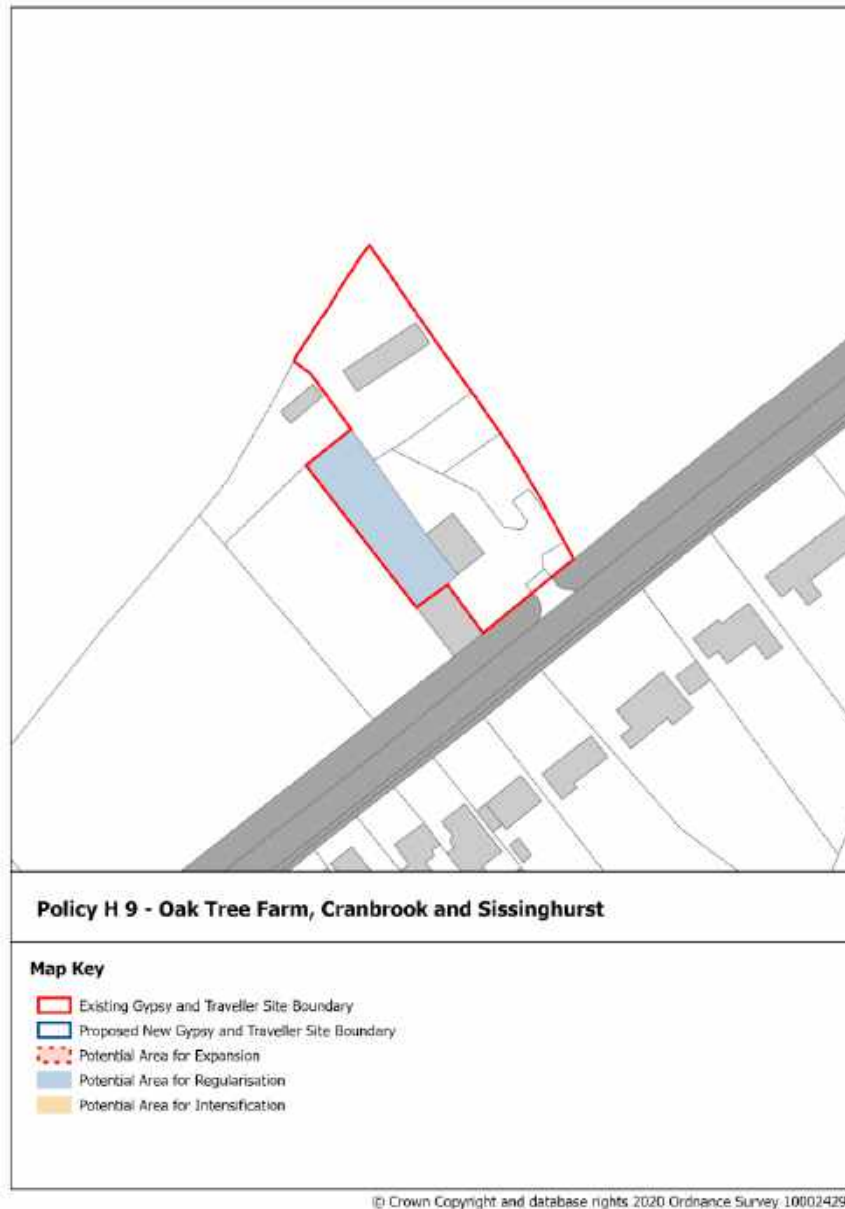 Policy H 9 - Oak Tree Farm, Cranbrook and Sissinghurst
Map Key
Existing Gypsy and Traveller Site Boundary
Proposed New Gypsy and Traveller Site Boundary
Potential Area for Expansion
Potential Area for Regularisation
Potential Area for Intensification
© Crown Copyright and database rights 2020 Ordnance Survey 10002429